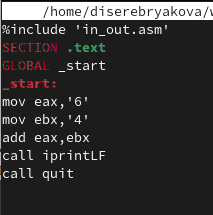 /home/diserebryakova/w
%include 'in_out.asm'
SECTION .text
GLOBAL _start
_start:
mov eax,'6'
mov ebx,'4'
add eax,ebx
call iprintLF
call quit